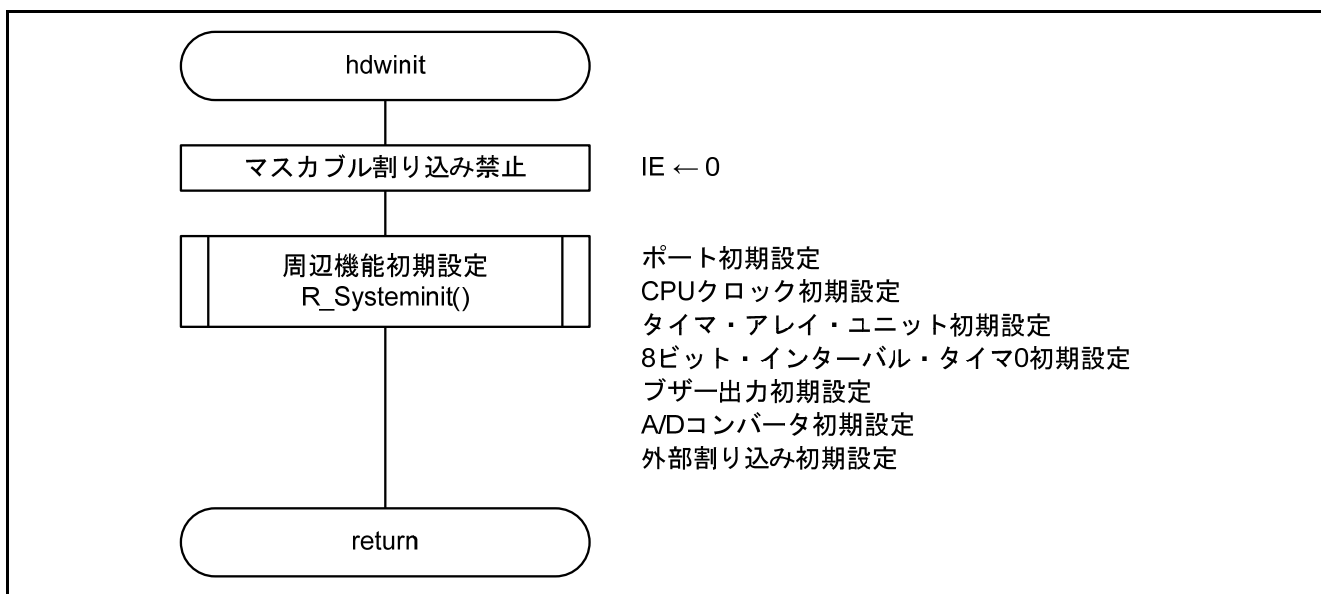 hdwinit
マスカブル割り込み禁止
IE ← 0
周辺機能初期設定
R_Systeminit()
ポート初期設定
CPUクロック初期設定
タイマ・アレイ・ユニット初期設定
8ビット・インターバル・タイマ0初期設定
ブザー出力初期設定
A/Dコンバータ初期設定
外部割り込み初期設定
return